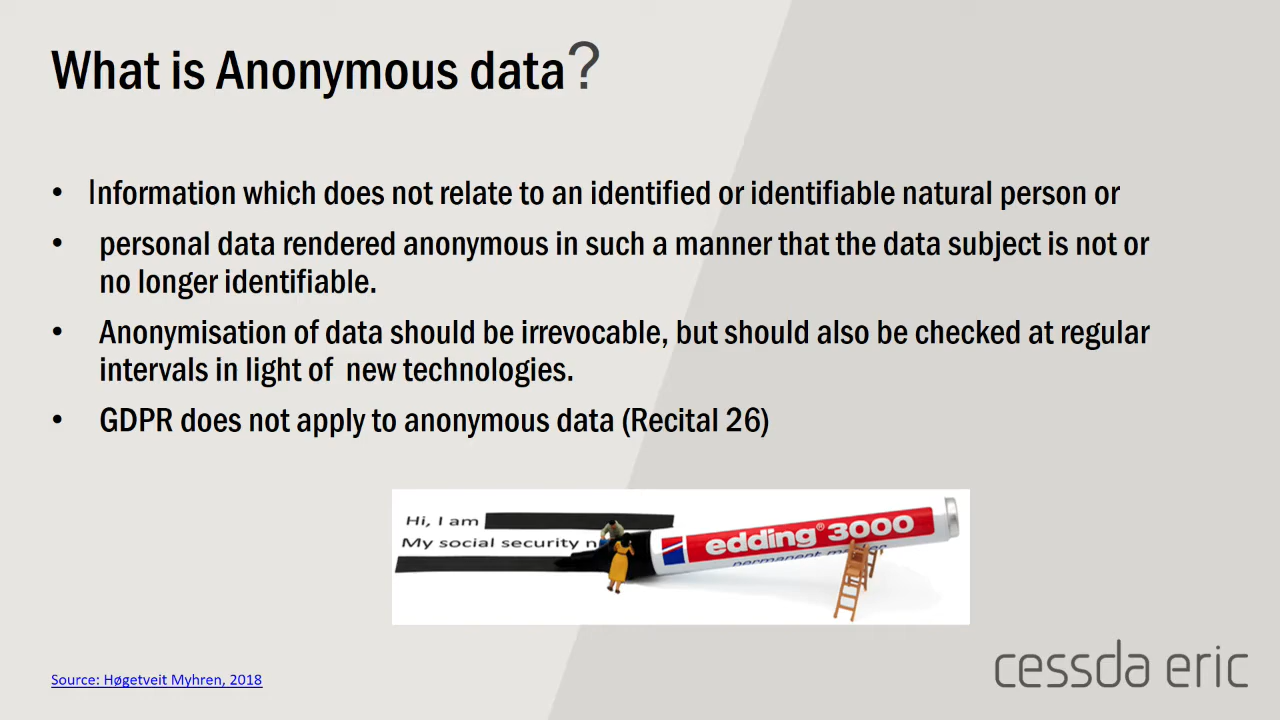 What is Anonymous data?
• Information which does not relate to an identified or identifiable natural person or
• personal data rendered anonymous in such a manner that the data subject is not or
no longer identifiable.
• Anonymisation of data should be irrevocable, but should also be checked at regular
intervals in light of new technologies.
• GDPR does not apply to anonymous data (Recital 26)
Hi, I am
My social security n
edding® 3000
permanent
Source: Høgetveit Myhren, 2018
cessda eric